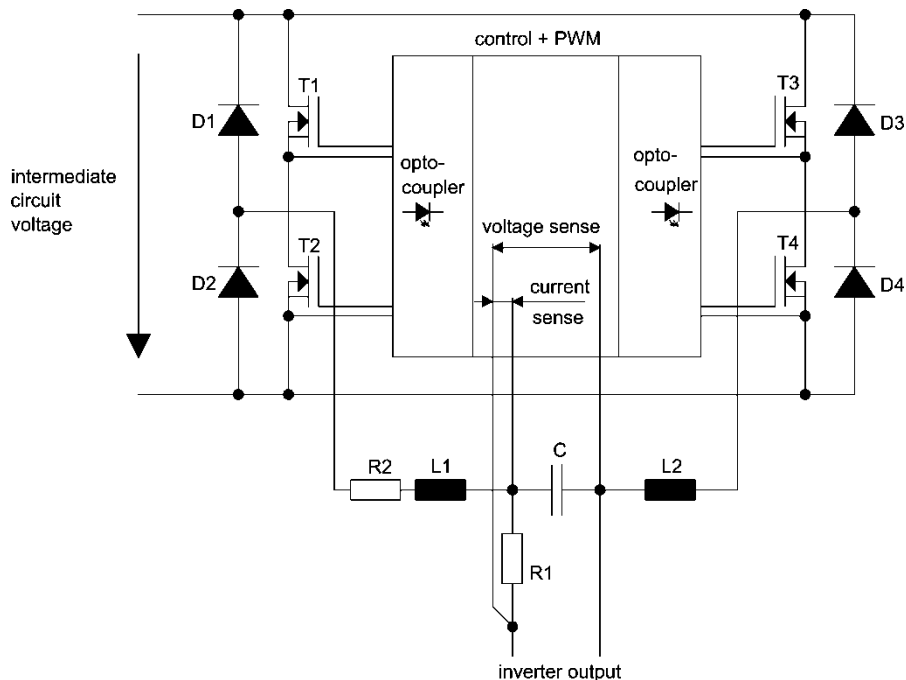 control + PWM
T1
T3
D1
D3
opto-
coupler
opto-
coupler
intermediate
circuit
voltage
voltage sense
T2
T4
D2
D4
current
sense
R2
L1
C
L2
R1
inverter output